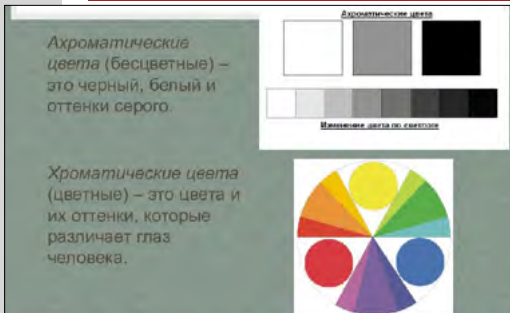 Ахроматические
цвета (бесцветные) –
это черный, белый и
оттенки серого.
Ахроматические цвета
Изменение цвета по светлоте
Хроматические цвета
(цветные) – это цвета и
их оттенки, которые
различает глаз
человека.